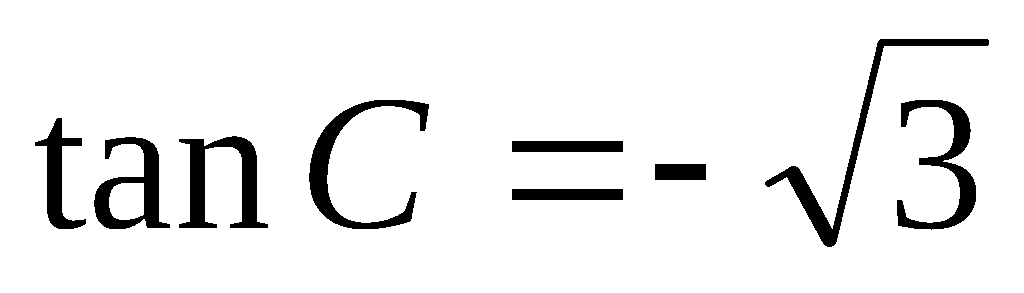 tan C =- √3